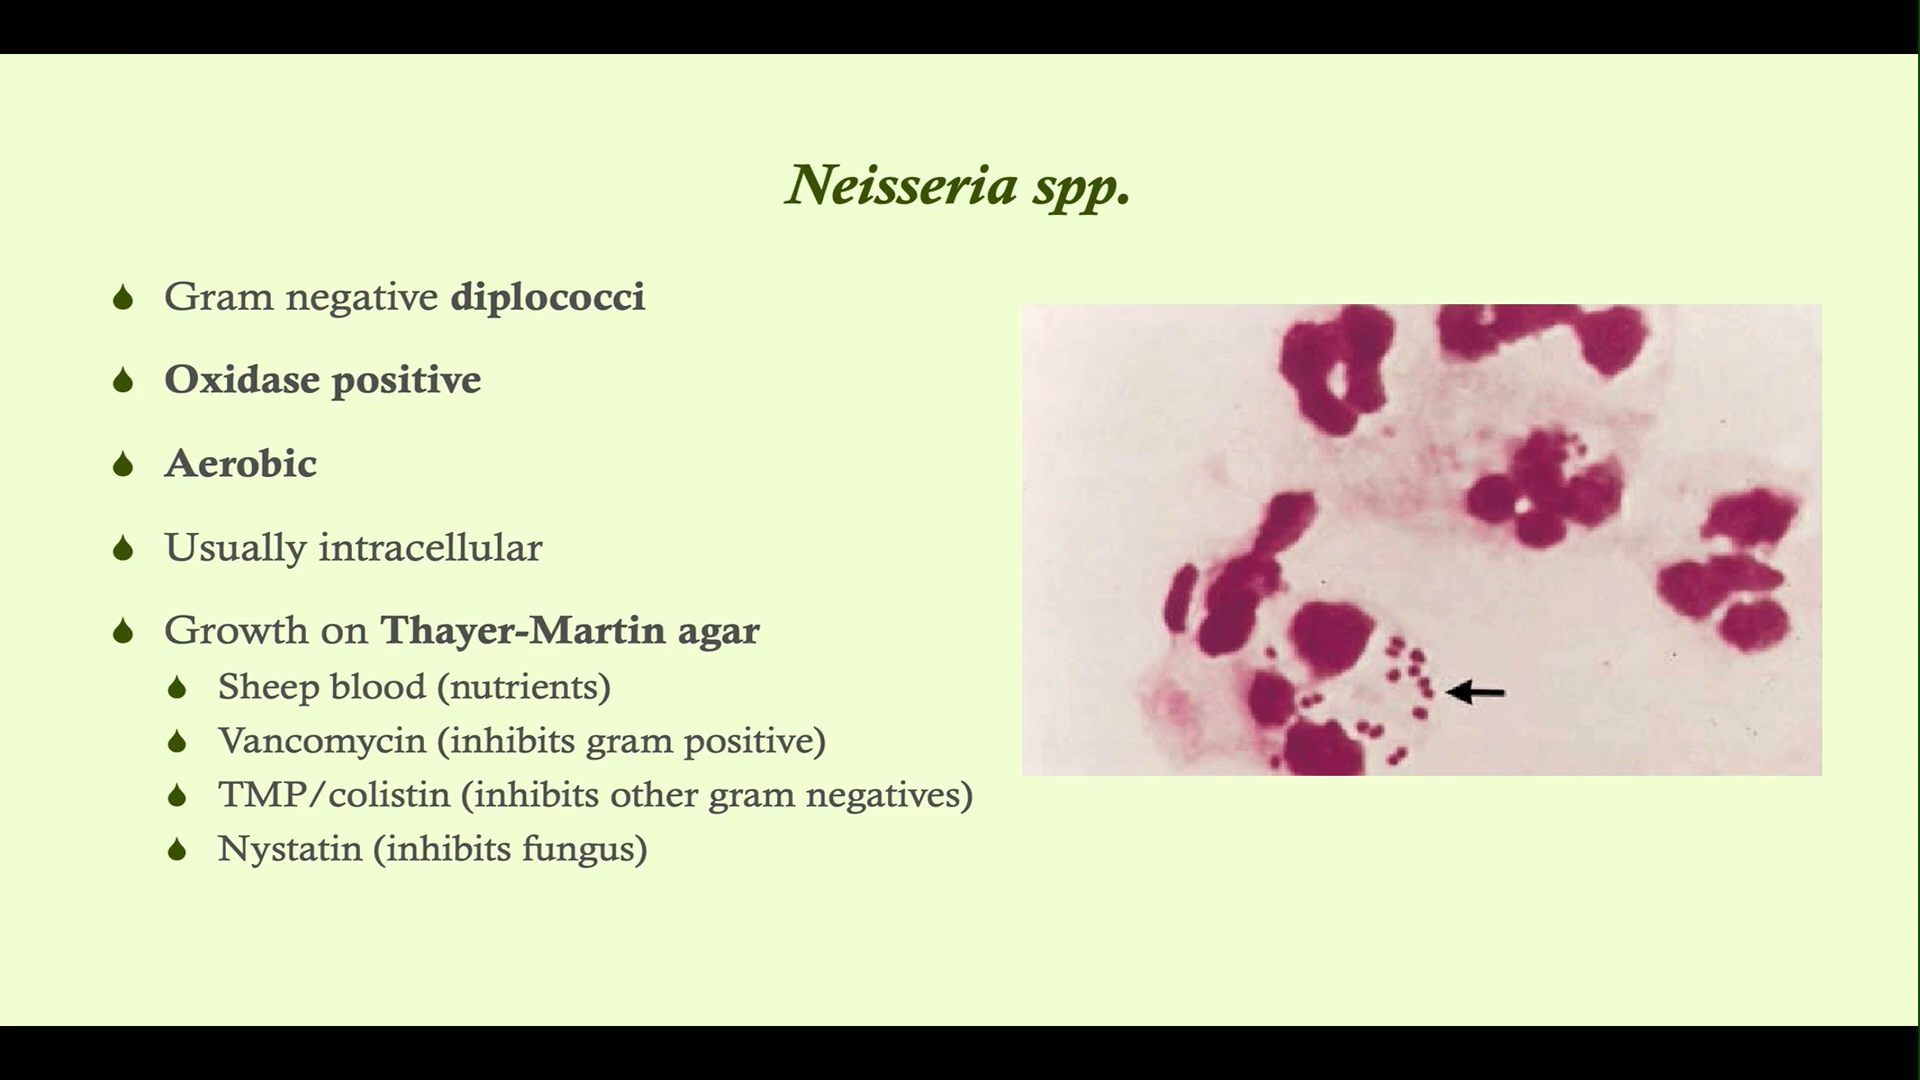 Neisseria spp.
Gram negative diplococci
Oxidase positive
Aerobic
Usually intracellular
Growth on Thayer-Martin agar
Sheep blood (nutrients)
Vancomycin (inhibits gram positive)
TMP/colistin (inhibits other gram negatives)
Nystatin (inhibits fungus)